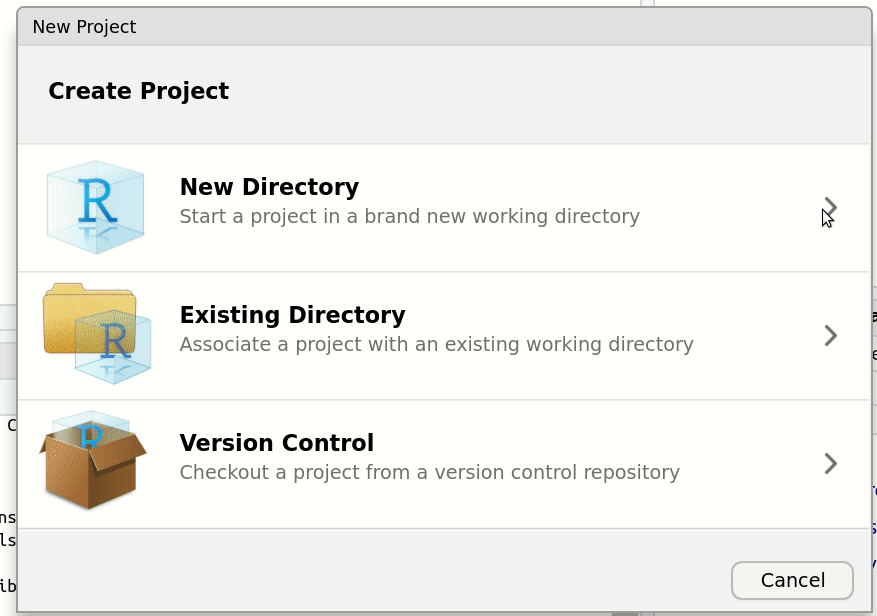 New Project
Create Project
R
New Directory
Start a project in a brand new working directory
R
Existing Directory
Associate a project with an existing working directory
R
Version Control
Checkout a project from a version control repository
Cancel